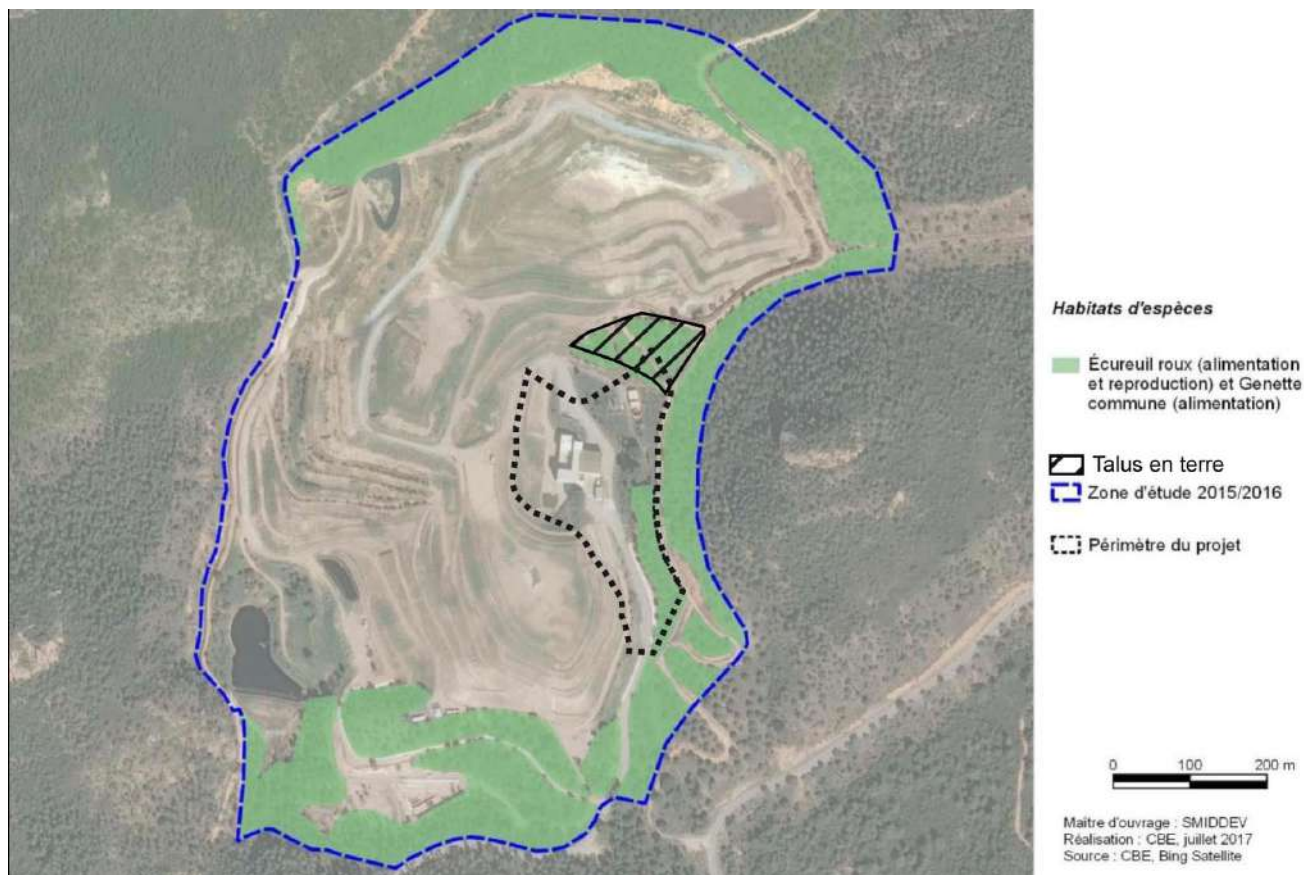 Habitats d'espèces
Écureuil roux (alimentation
et reproduction) et Genette
commune (alimentation)
Talus en terre
Zone d'étude 2015/2016
Périmètre du projet
0 100 200 m
Maître d'ouvrage : SMIDDEV
Réalisation : CBE, juillet 2017
Source : CBE, Bing Satellite